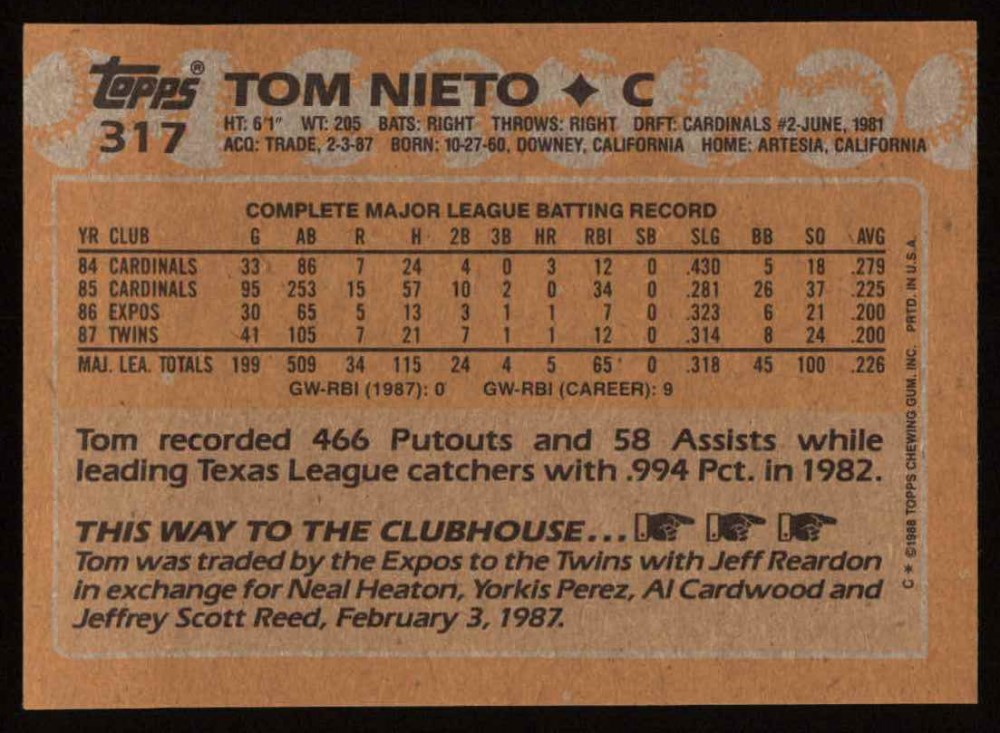 Topps® TOM NIETO ✦ C
317 HT: 6'1" WT: 205 BATS: RIGHT THROWS: RIGHT DRFT: CARDINALS #2-JUNE, 1981
ACQ: TRADE, 2-3-87 BORN: 10-27-60, DOWNEY, CALIFORNIA HOME: ARTESIA, CALIFORNIA
COMPLETE MAJOR LEAGUE BATTING RECORD
YR CLUB G AB R H 2B 3B HR RBI SB SLG BB SO AVG
84 CARDINALS 33 86 7 24 4 0 3 12 0 .430 5 18 .279
85 CARDINALS 95 253 15 57 10 2 0 34 0 .281 26 37 .225
86 EXPOS 30 65 5 13 3 1 1 7 0 .323 6 21 .200
87 TWINS 41 105 7 21 7 1 1 12 0 .314 8 24 .200
MAJ. LEA. TOTALS 199 509 34 115 24 4 5 65 0 .318 45 100 .226
GW-RBI (1987): 0 GW-RBI (CAREER): 9
Tom recorded 466 Putouts and 58 Assists while
leading Texas League catchers with .994 Pct. in 1982.
THIS WAY TO THE CLUBHOUSE...
Tom was traded by the Expos to the Twins with Jeff Reardon
in exchange for Neal Heaton, Yorkis Perez, Al Cardwood and
Jeffrey Scott Reed, February 3, 1987.
C * ©1988 TOPPS CHEWING GUM, INC. PRTD. IN U.S.A.